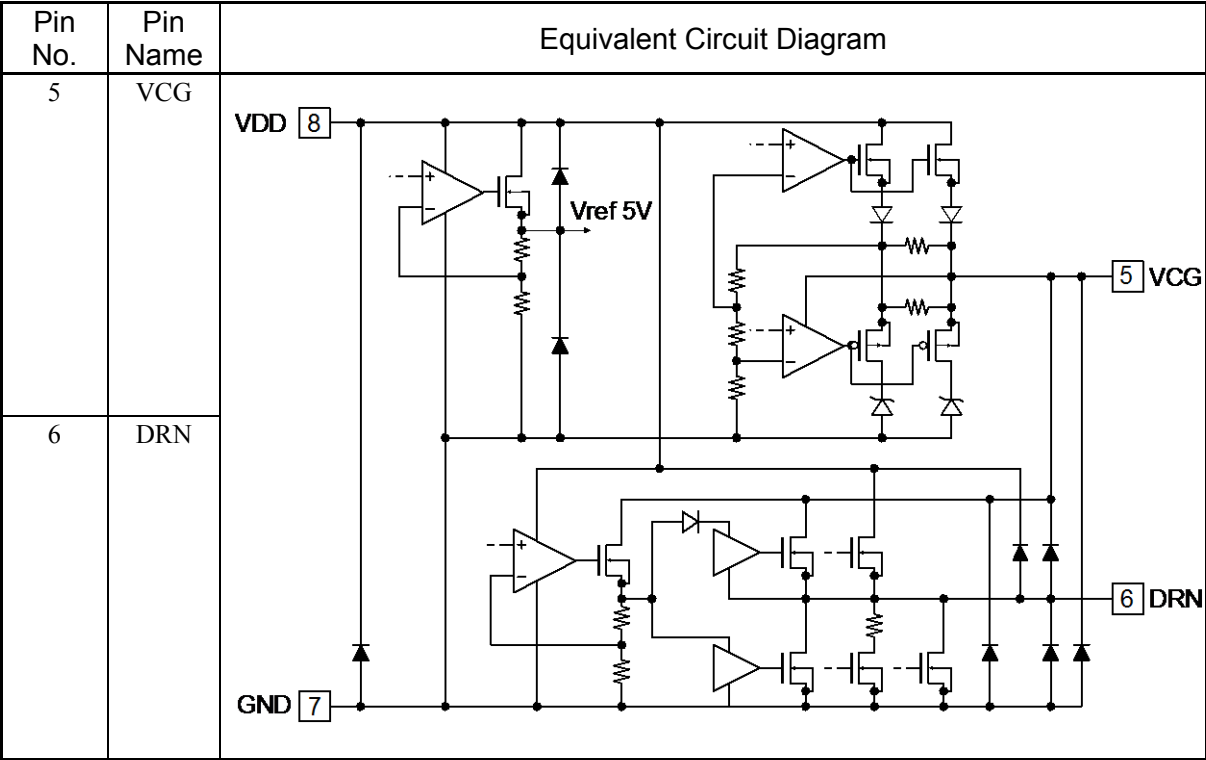 Pin No.
Pin Name
Equivalent Circuit Diagram
5
VCG
6
DRN
VDD 8
+
−
Vref 5V
+
−
5 VCG
+
−
+
−
6 DRN
GND 7